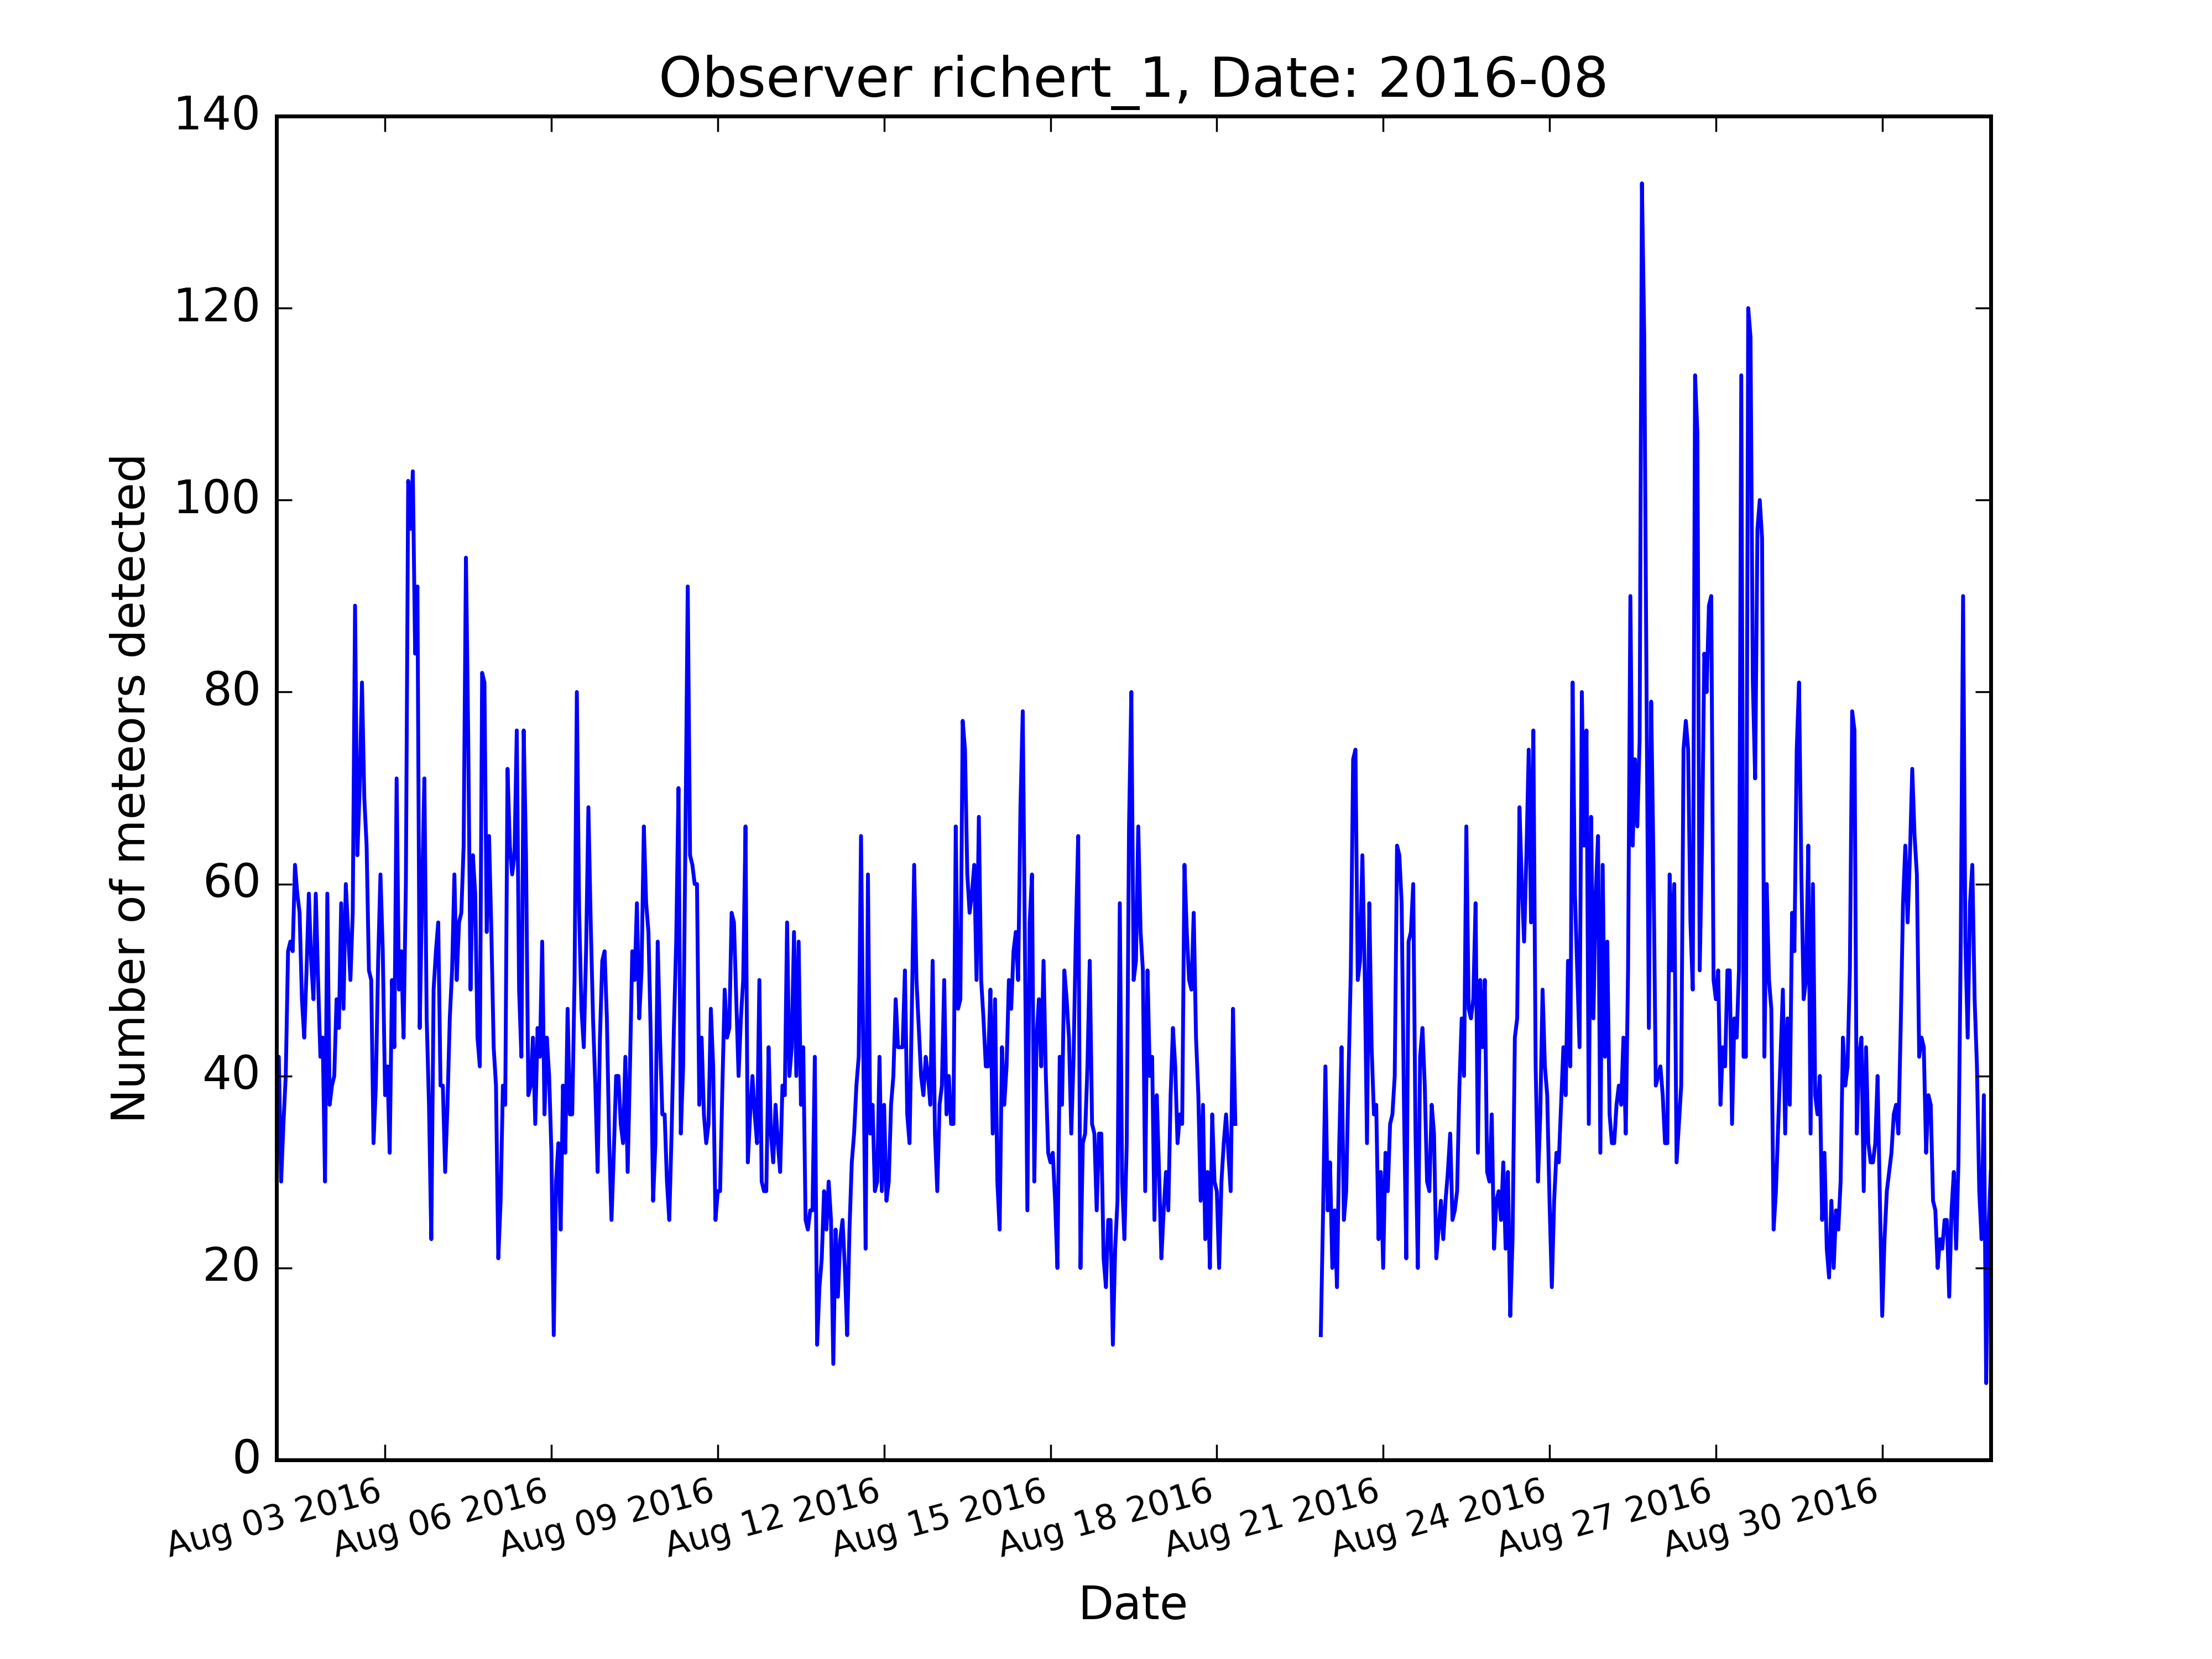 Observer richert_1, Date: 2016-08
140
120
100
80
60
40
20
0
Number of meteors detected
Aug 03 2016
Aug 06 2016
Aug 09 2016
Aug 12 2016
Aug 15 2016
Aug 18 2016
Aug 21 2016
Aug 24 2016
Aug 27 2016
Aug 30 2016
Date